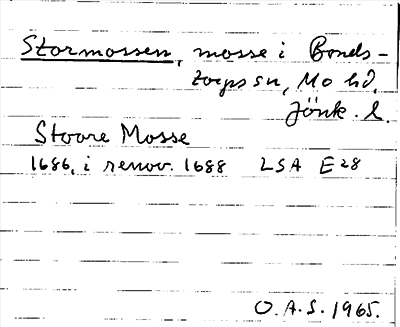 Stormossen, mosse i Bonds-
torps sn, Mo hd,
Jönk. l.
Stoore Mosse
1686, i renov. 1688 LSA E28
O.A.S. 1965.